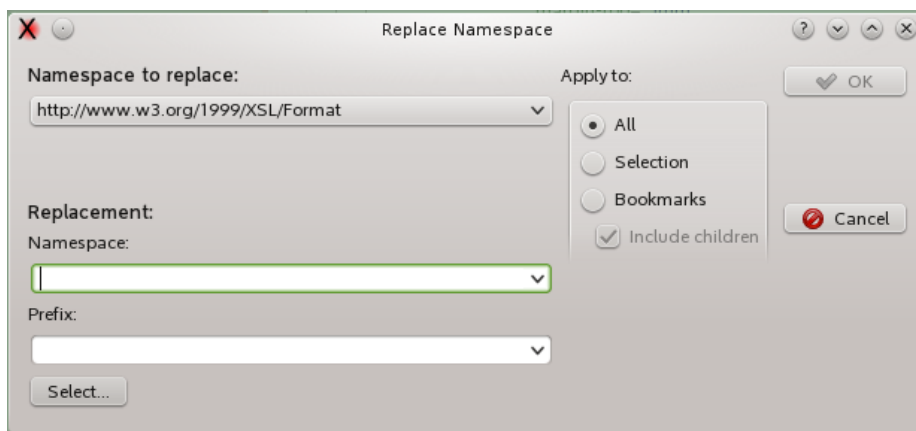 Replace Namespace
Namespace to replace:
http://www.w3.org/1999/XSL/Format
Apply to:
All
Selection
Bookmarks
Include children
OK
Cancel
Replacement:
Namespace:
Prefix:
Select...